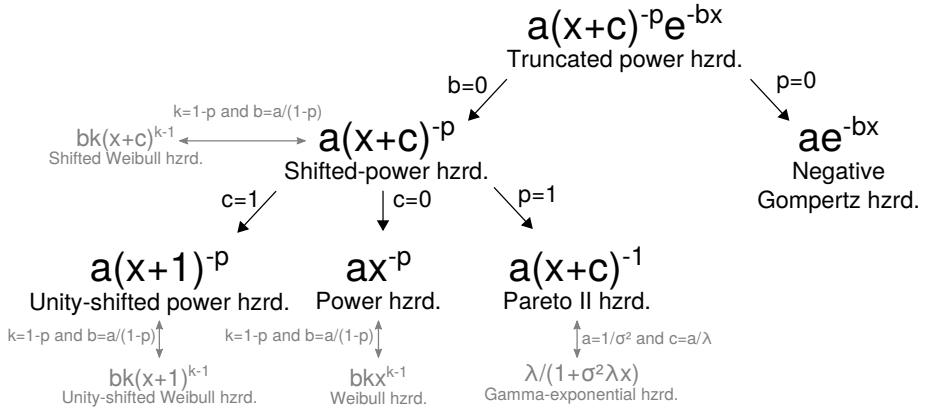 a(x+c)⁻ᵖe⁻ᵇˣ
Truncated power hzrd.
b=0
p=0
k=1-p and b=a/(1-p)
bk(x+c)ᵏ⁻¹
Shifted Weibull hzrd.
a(x+c)⁻ᵖ
Shifted-power hzrd.
ae⁻ᵇˣ
Negative
Gompertz hzrd.
c=1
c=0
p=1
a(x+1)⁻ᵖ
Unity-shifted power hzrd.
ax⁻ᵖ
Power hzrd.
a(x+c)⁻¹
Pareto II hzrd.
k=1-p and b=a/(1-p)
k=1-p and b=a/(1-p)
a=1/σ² and c=a/λ
bk(x+1)ᵏ⁻¹
Unity-shifted Weibull hzrd.
bkxᵏ⁻¹
Weibull hzrd.
λ/(1+σ²λx)
Gamma-exponential hzrd.